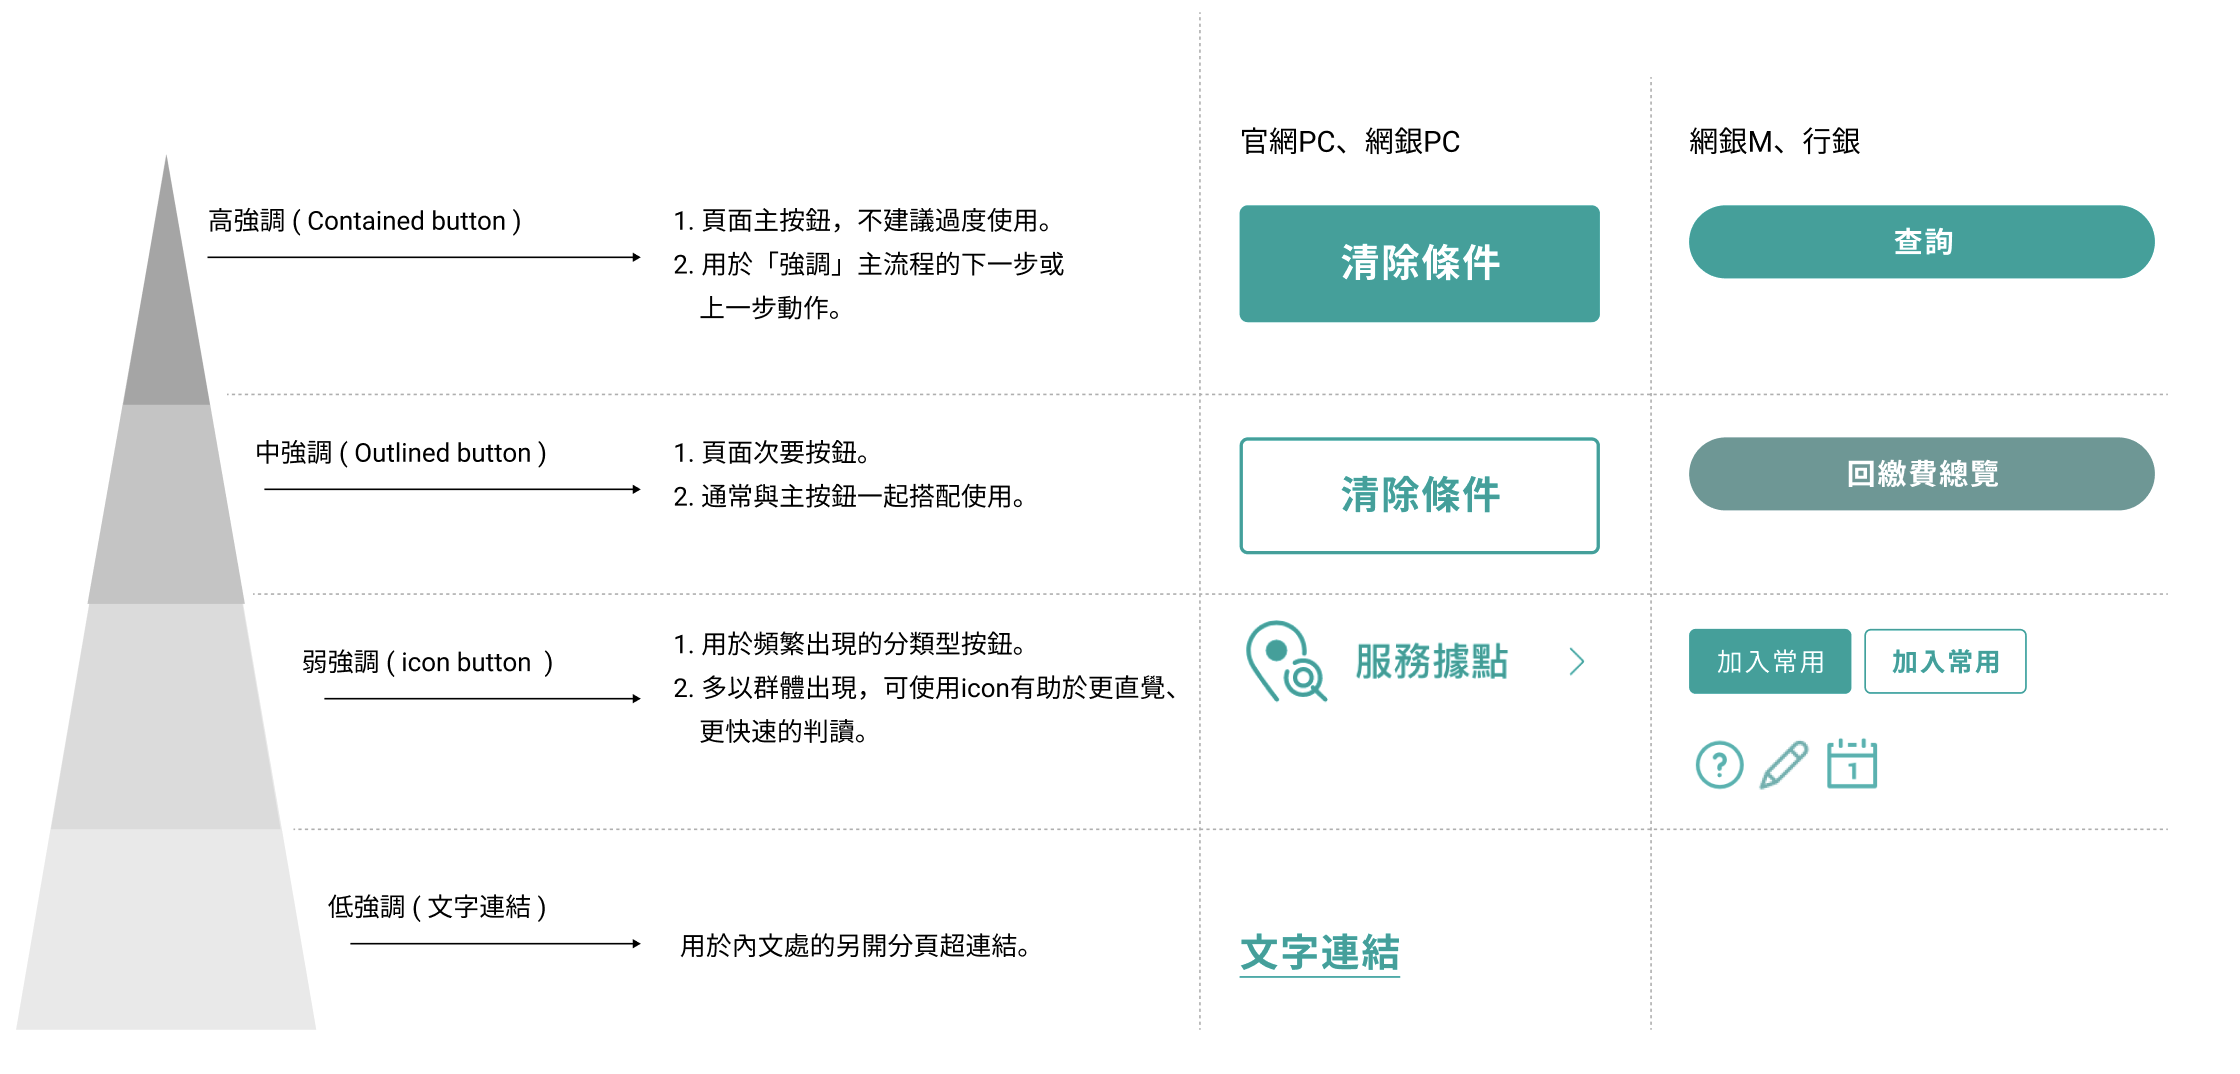 官網PC、網銀PC
網銀M、行銀
高強調 ( Contained button )
1. 頁面主按鈕，不建議過度使用。
2. 用於「強調」主流程的下一步或
上一步動作。
清除條件
查詢
中強調 ( Outlined button )
1. 頁面次要按鈕。
2. 通常與主按鈕一起搭配使用。
清除條件
回繳費總覽
弱強調 ( icon button )
1. 用於頻繁出現的分類型按鈕。
2. 多以群體出現，可使用icon有助於更直覺、
更快速的判讀。
服務據點
加入常用
加入常用
?
1
低強調 ( 文字連結 )
用於內文處的另開分頁超連結。
文字連結